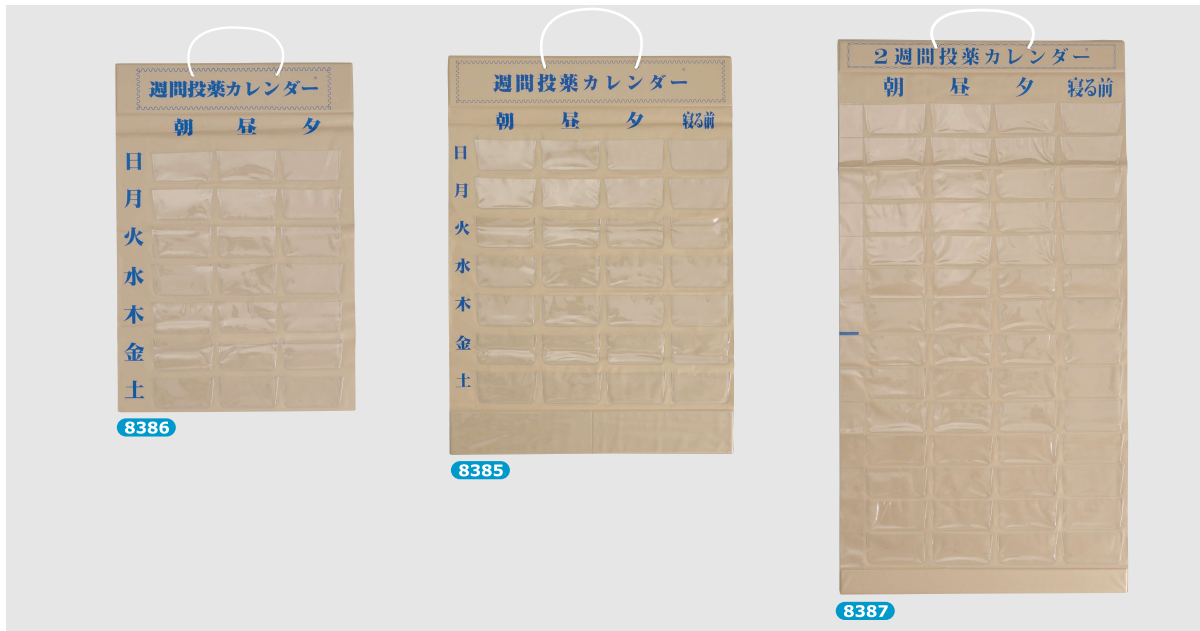 週間投薬カレンダー
朝 昼 夕
日
月
火
水
木
金
土
8386
週間投薬カレンダー
朝 昼 夕 寝る前
日
月
火
水
木
金
土
8385
2週間投薬カレンダー
朝 昼 夕 寝る前
8387